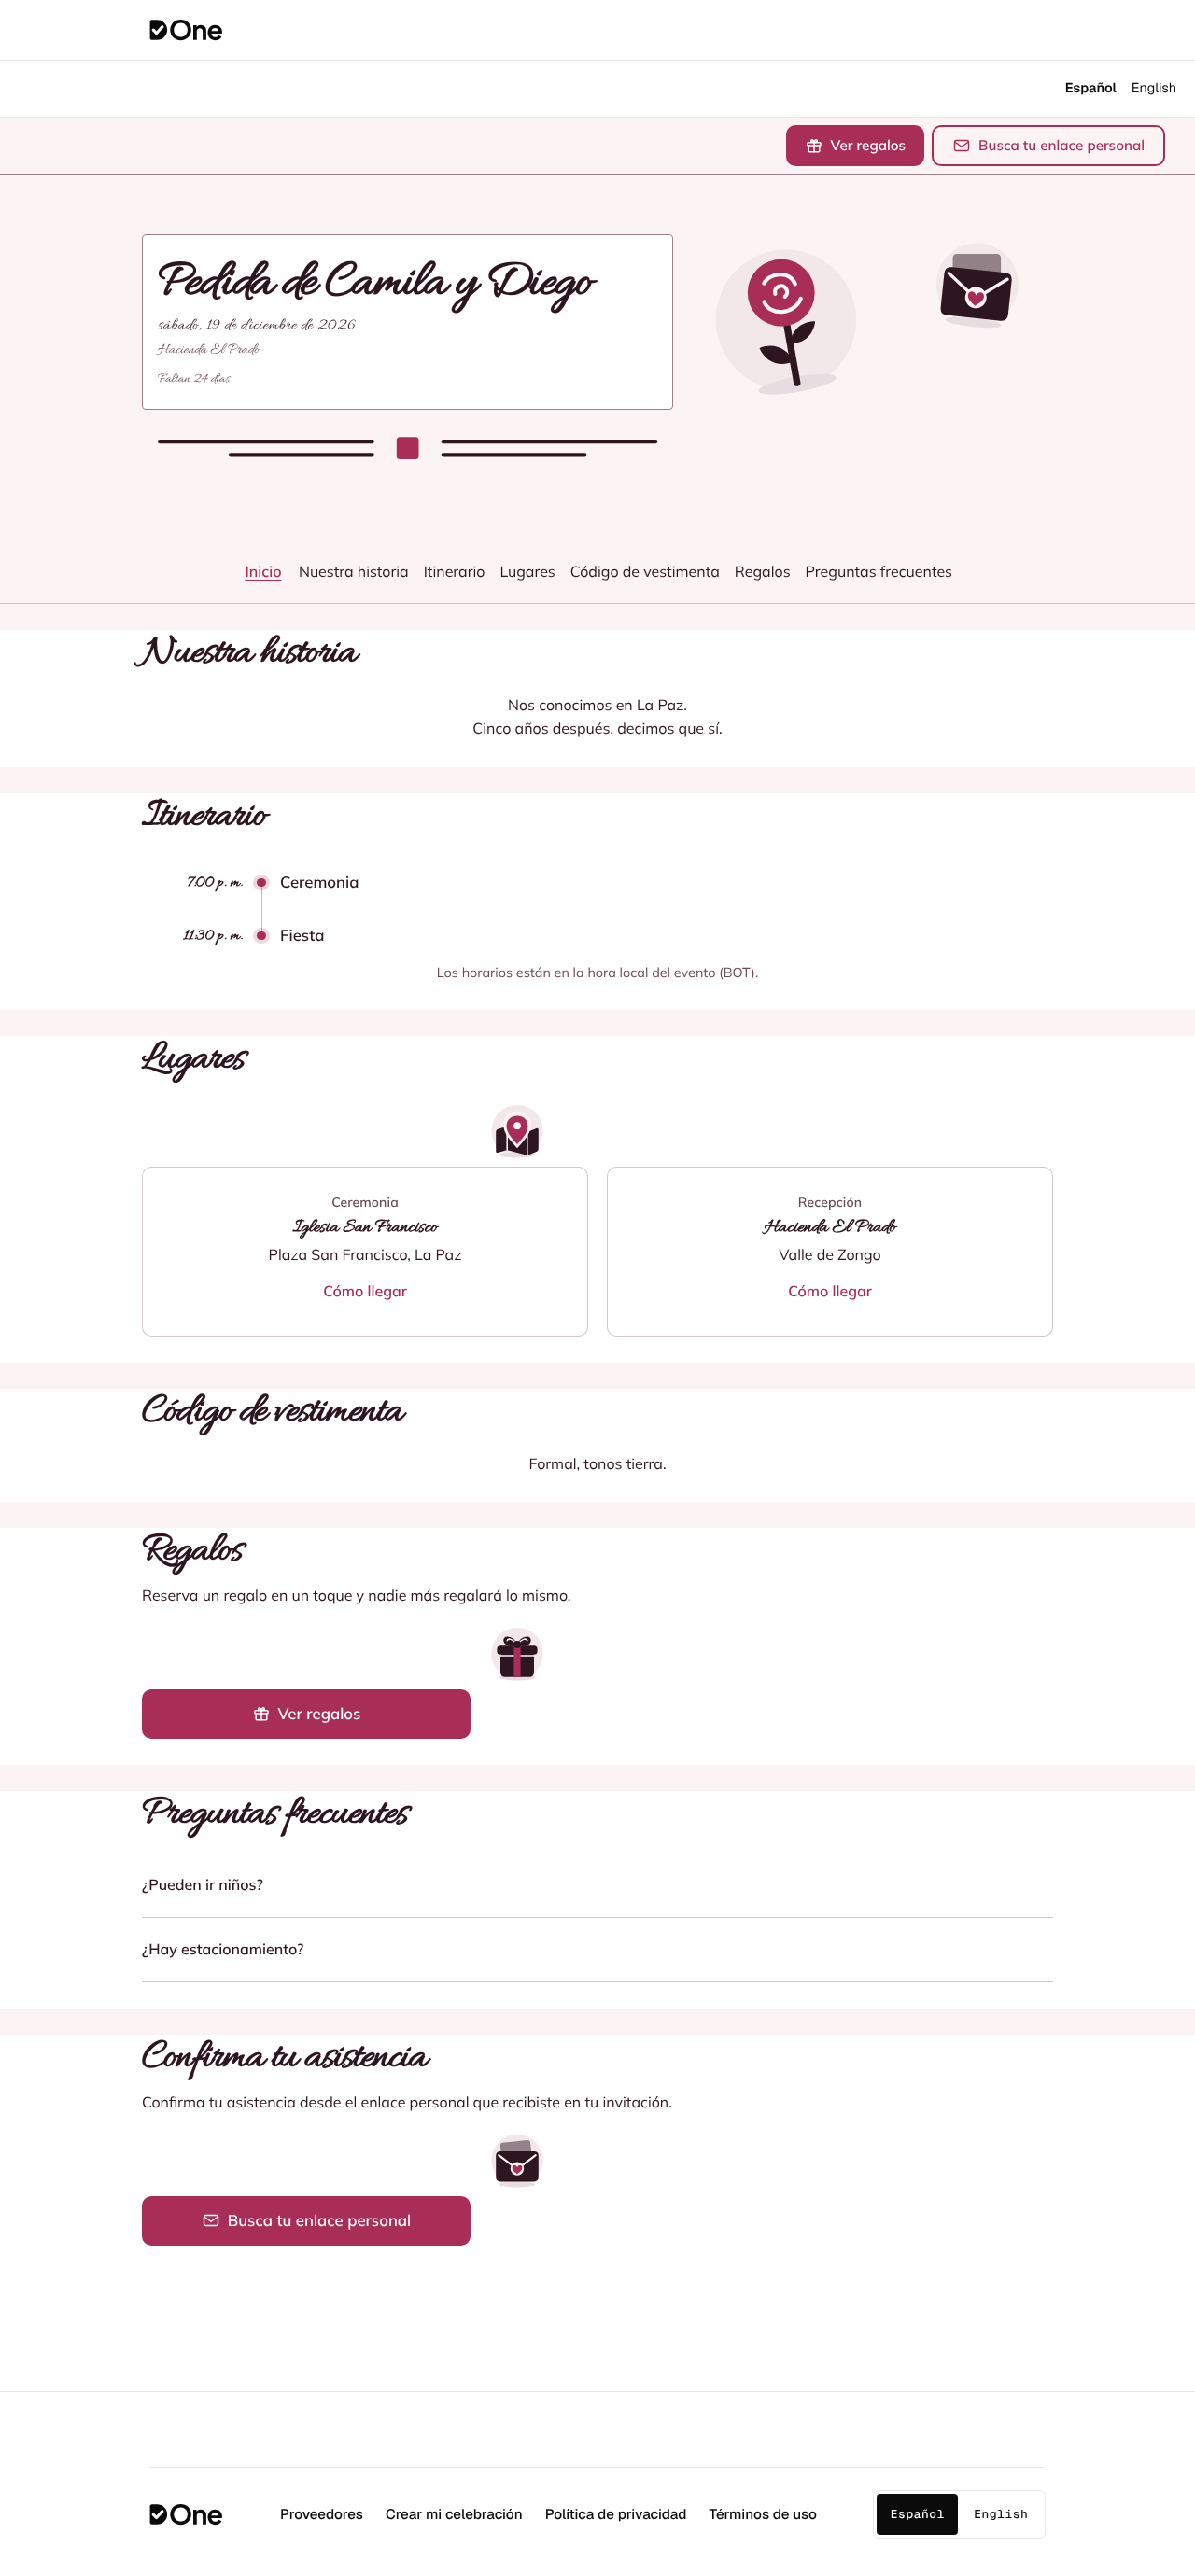 One
Español English
Ver regalos Busca tu enlace personal
Pedida de Camila y Diego
sábado, 19 de diciembre de 2026
Hacienda El Prado
Faltan 24 días
Inicio Nuestra historia Itinerario Lugares Código de vestimenta Regalos Preguntas frecuentes
Nuestra historia
Nos conocimos en La Paz.
Cinco años después, decimos que sí.
Itinerario
7:00 p. m. Ceremonia
11:30 p. m. Fiesta
Los horarios están en la hora local del evento (BOT).
Lugares
Ceremonia
Iglesia San Francisco
Plaza San Francisco, La Paz
Cómo llegar
Recepción
Hacienda El Prado
Valle de Zongo
Cómo llegar
Código de vestimenta
Formal, tonos tierra.
Regalos
Reserva un regalo en un toque y nadie más regalará lo mismo.
Ver regalos
Preguntas frecuentes
¿Pueden ir niños?
¿Hay estacionamiento?
Confirma tu asistencia
Confirma tu asistencia desde el enlace personal que recibiste en tu invitación.
Busca tu enlace personal
One Proveedores Crear mi celebración Política de privacidad Términos de uso Español English